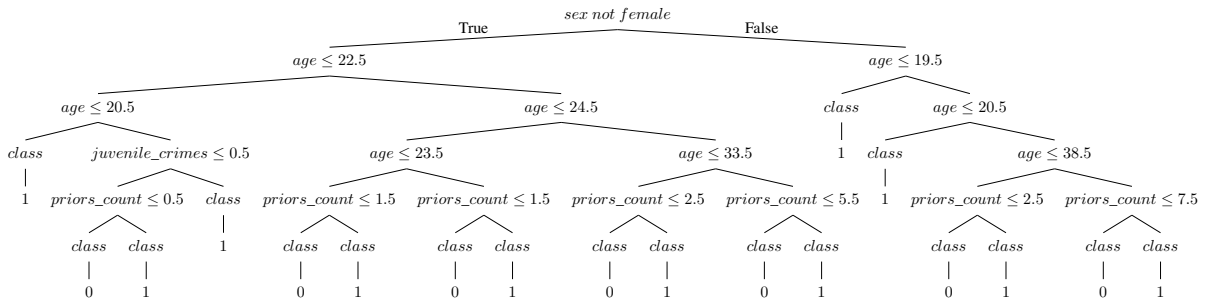 sex not female
True False
age ≤ 22.5 age ≤ 19.5
age ≤ 20.5 age ≤ 24.5 class age ≤ 20.5
class juvenile_crimes ≤ 0.5 age ≤ 23.5 age ≤ 33.5 1 class age ≤ 38.5
1 priors_count ≤ 0.5 class priors_count ≤ 1.5 priors_count ≤ 1.5 priors_count ≤ 2.5 priors_count ≤ 5.5 1 priors_count ≤ 2.5 priors_count ≤ 7.5
class class 1 class class class class class class class class class class class class
0 1 0 1 0 1 0 1 0 1 0 1 0 1